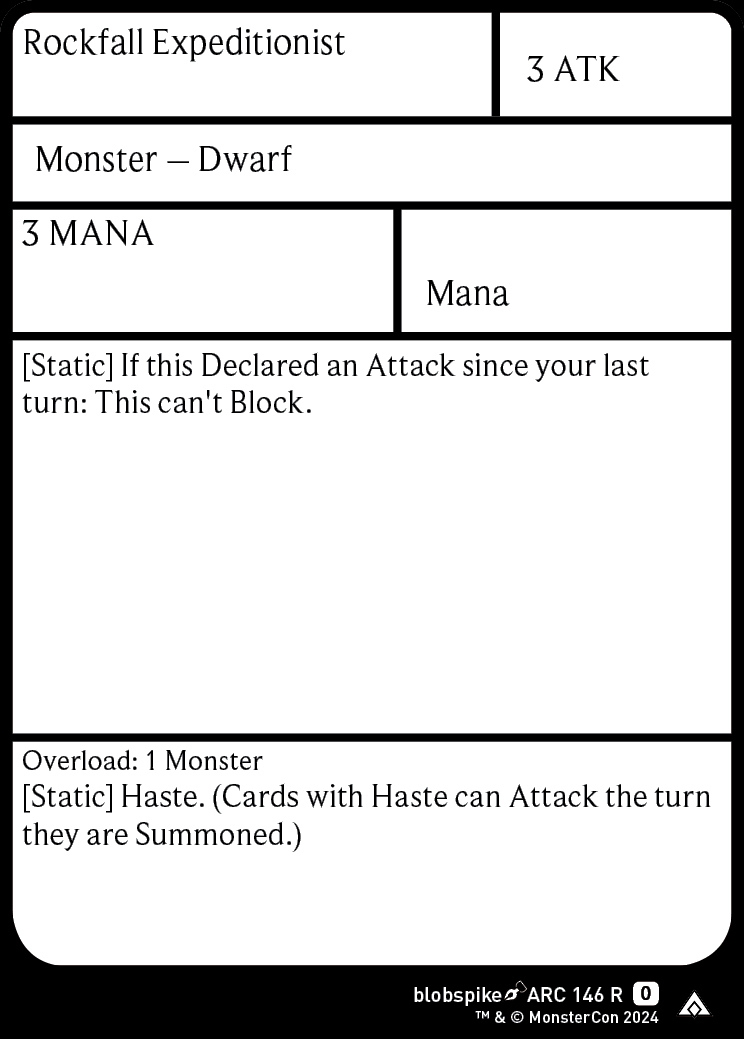 Rockfall Expeditionist
3 ATK
Monster – Dwarf
3 MANA
Mana
[Static] If this Declared an Attack since your last
turn: This can't Block.
Overload: 1 Monster
[Static] Haste. (Cards with Haste can Attack the turn
they are Summoned.)
blobspike ARC 146 R 0
™ & © MonsterCon 2024